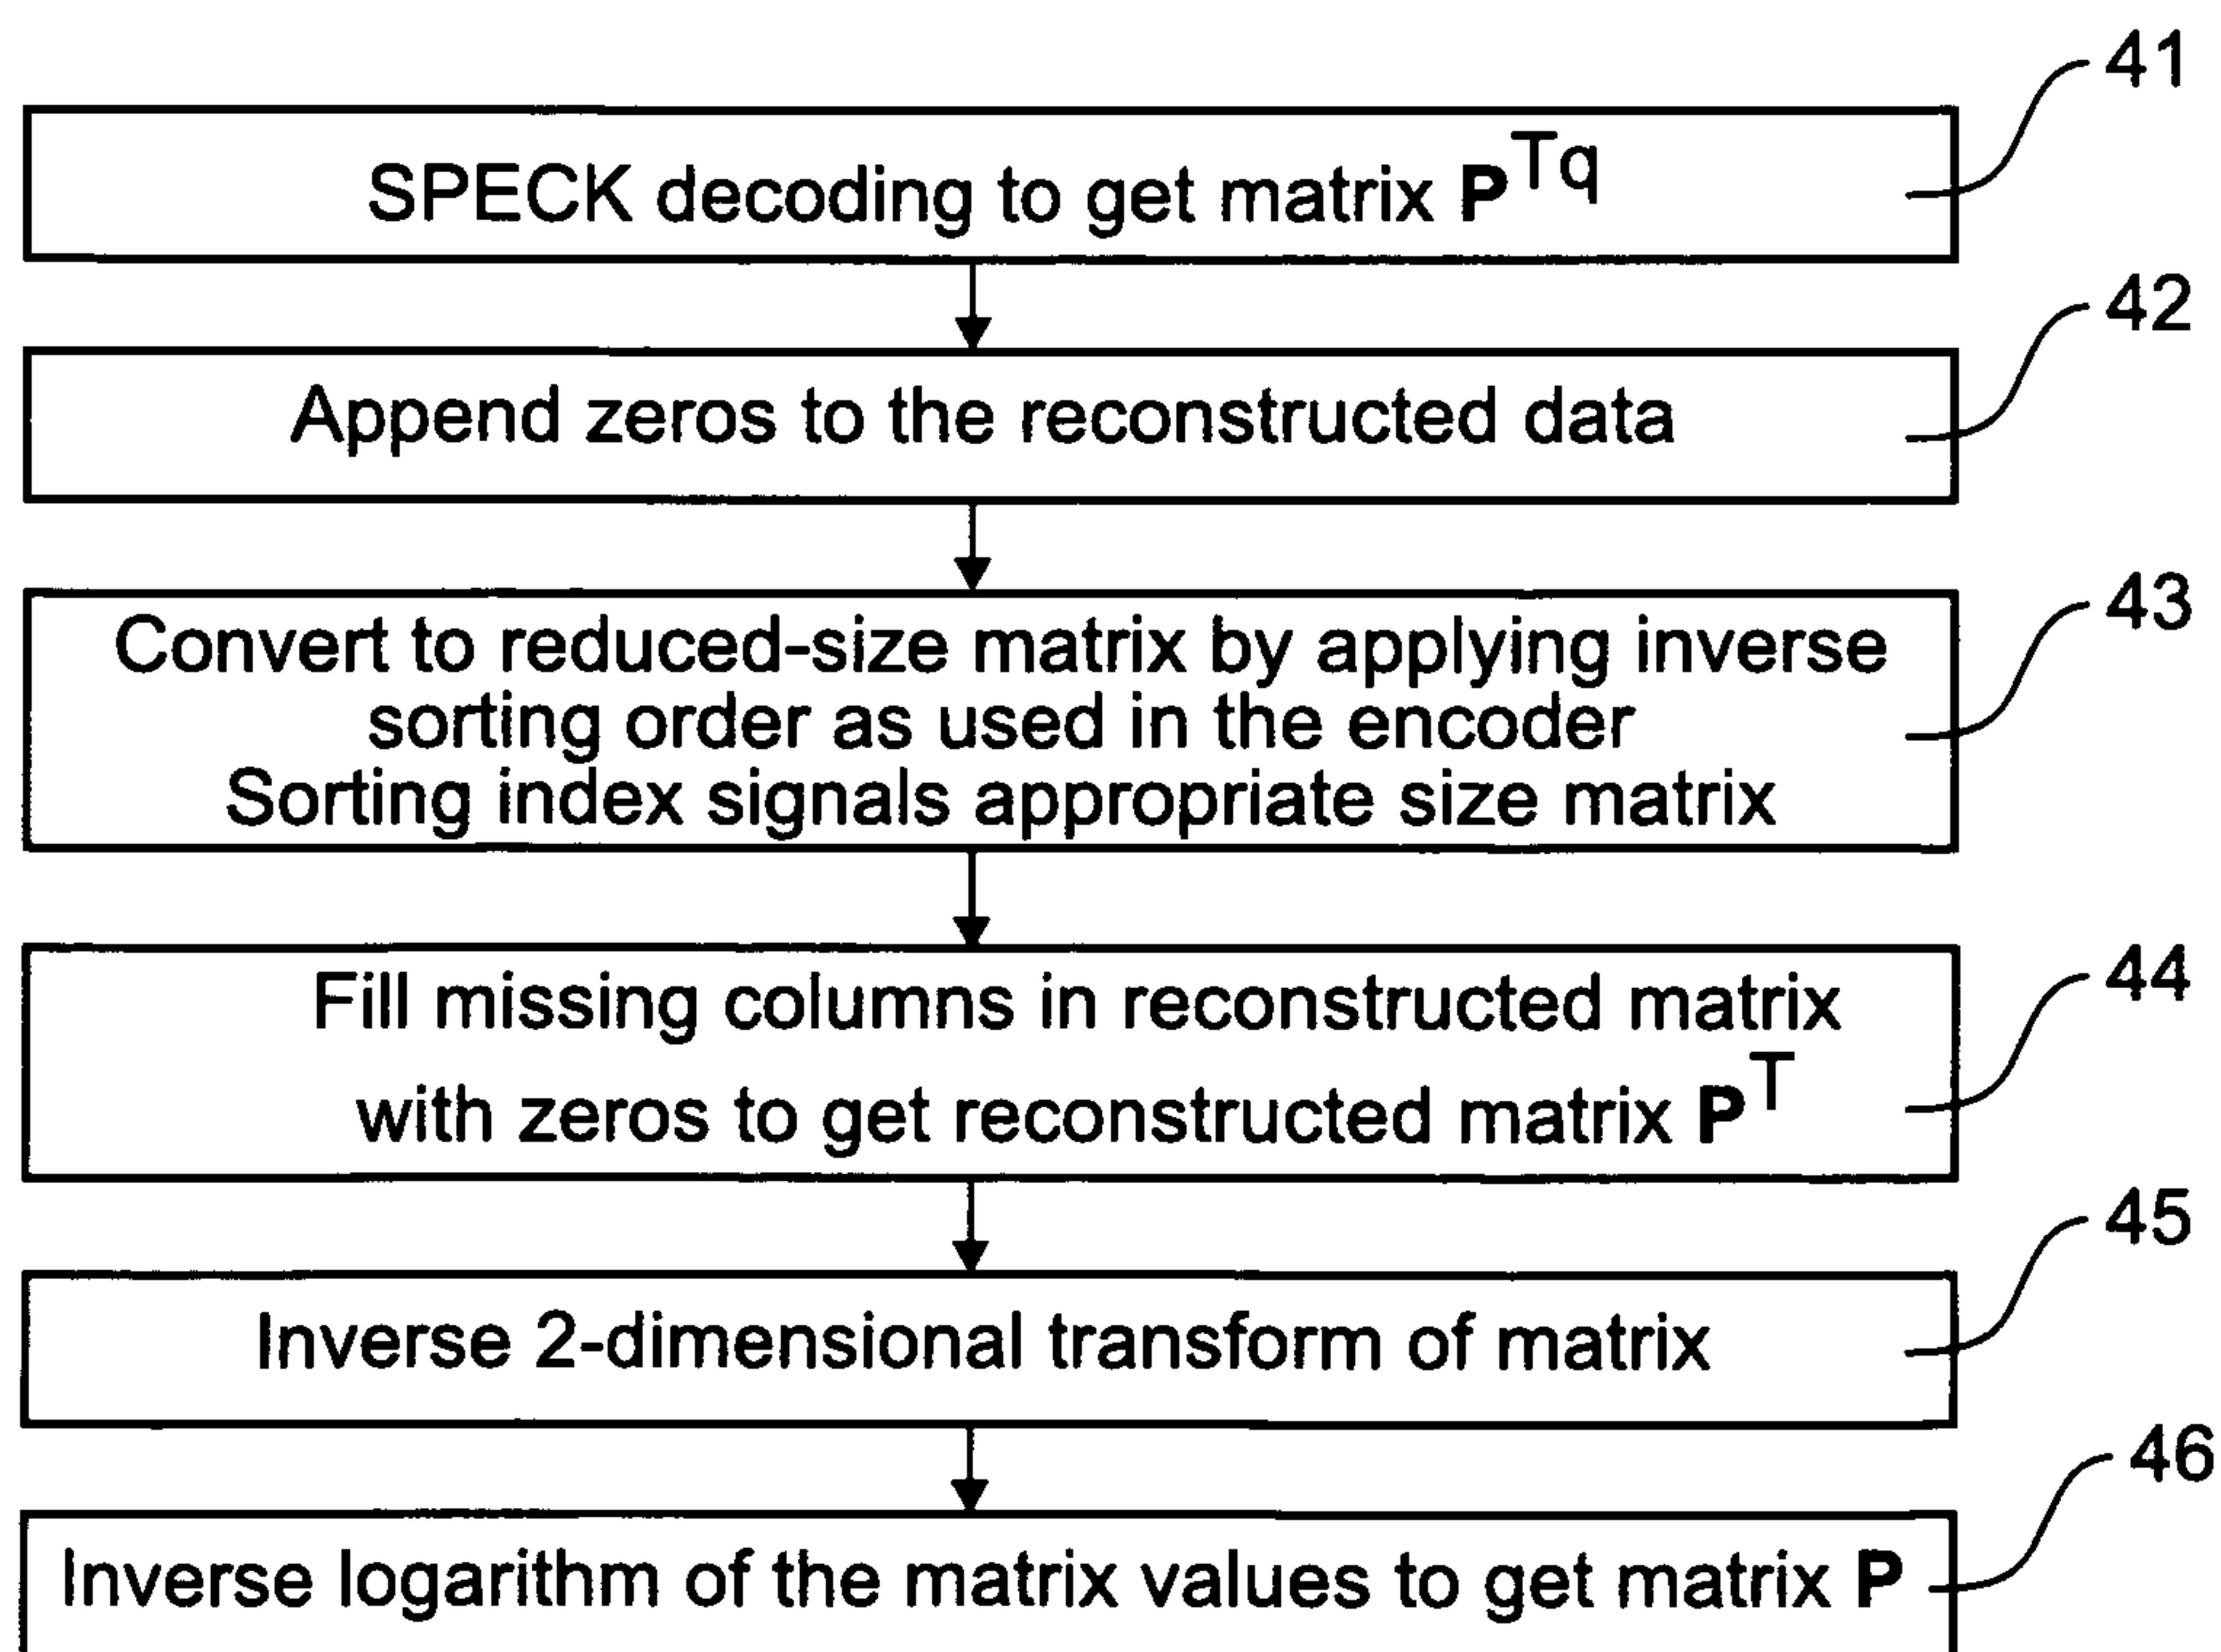 41
SPECK decoding to get matrix P^Tq
42
Append zeros to the reconstructed data
43
Convert to reduced-size matrix by applying inverse
sorting order as used in the encoder
Sorting index signals appropriate size matrix
44
Fill missing columns in reconstructed matrix
with zeros to get reconstructed matrix P^T
45
Inverse 2-dimensional transform of matrix
46
Inverse logarithm of the matrix values to get matrix P